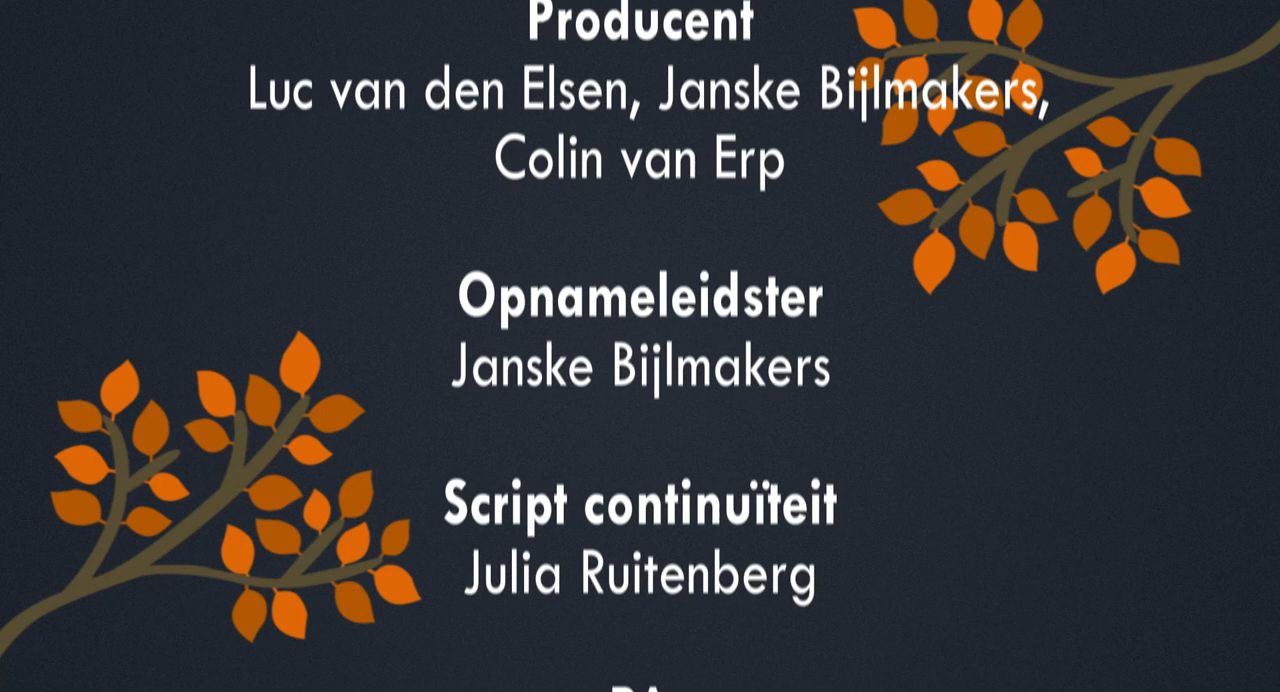 Producent
Luc van den Elsen, Janske Bijlmakers,
Colin van Erp
Opnameleidster
Janske Bijlmakers
Script continuïteit
Julia Ruitenberg